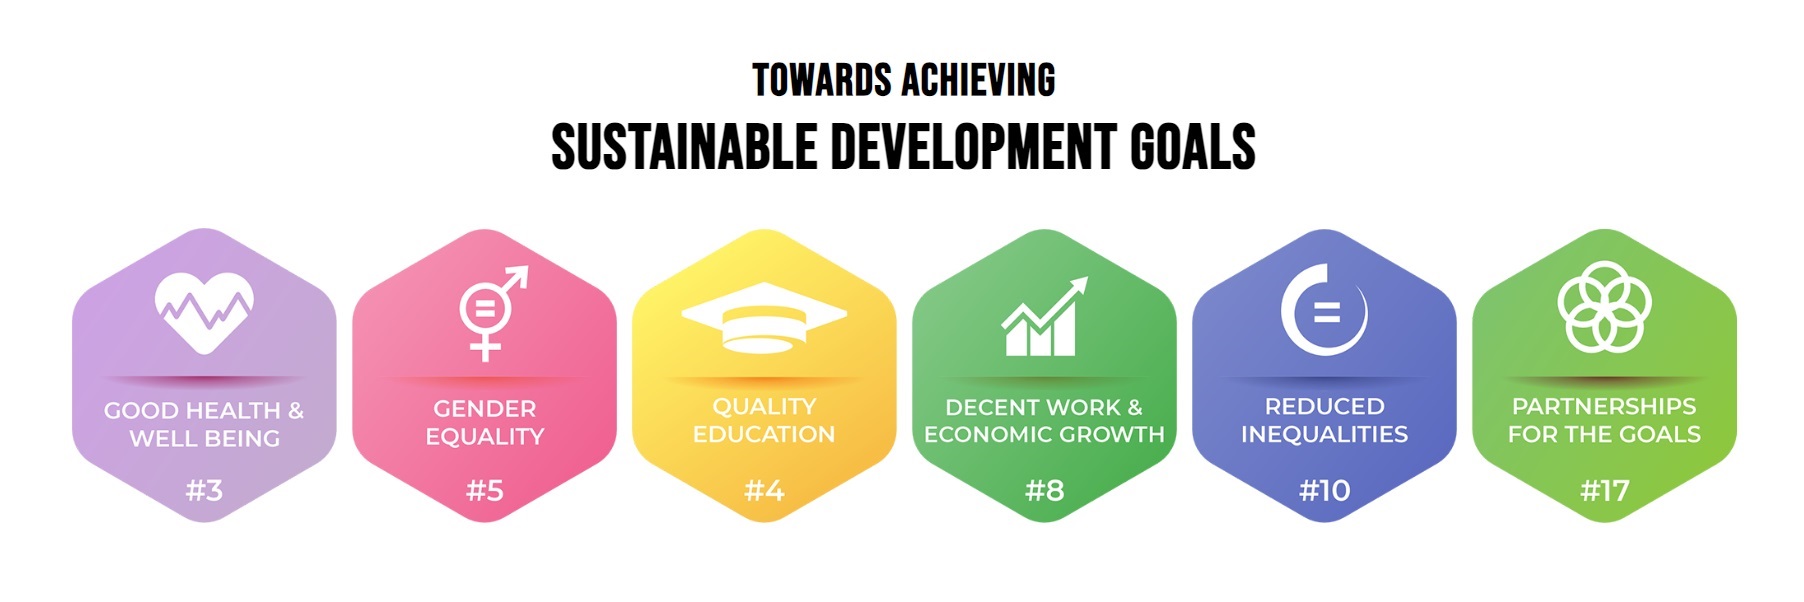 TOWARDS ACHIEVING
SUSTAINABLE DEVELOPMENT GOALS
GOOD HEALTH &
WELL BEING
#3
GENDER
EQUALITY
#5
QUALITY
EDUCATION
#4
DECENT WORK &
ECONOMIC GROWTH
#8
REDUCED
INEQUALITIES
#10
PARTNERSHIPS
FOR THE GOALS
#17